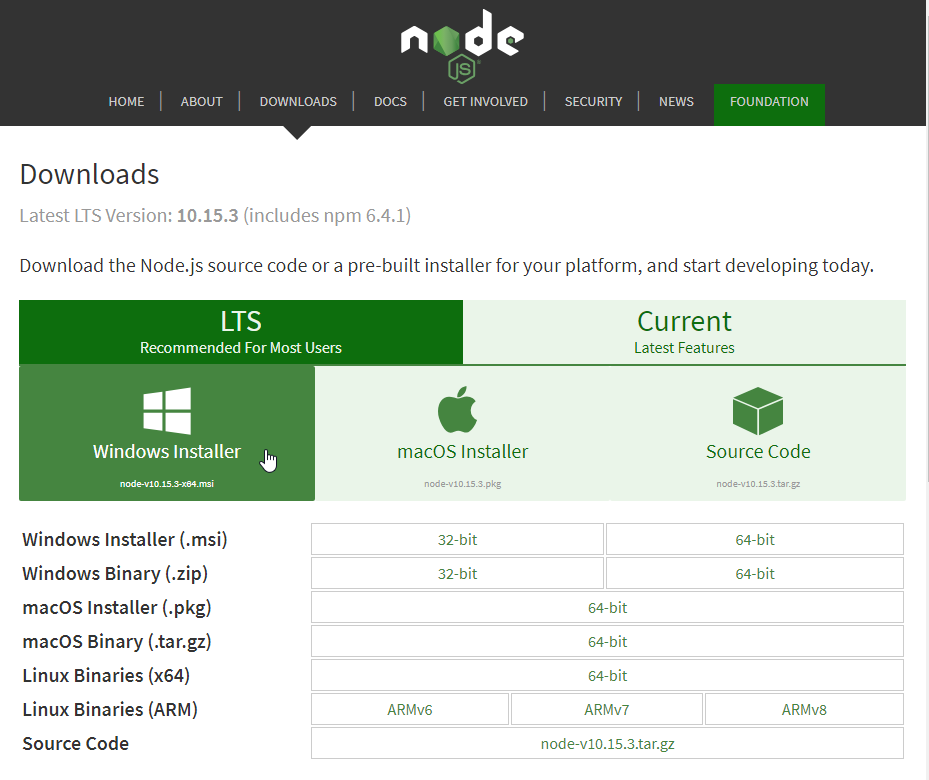 node
JS
HOME ABOUT DOWNLOADS DOCS GET INVOLVED SECURITY NEWS FOUNDATION
Downloads
Latest LTS Version: 10.15.3 (includes npm 6.4.1)
Download the Node.js source code or a pre-built installer for your platform, and start developing today.
LTS
Recommended For Most Users
Current
Latest Features
Windows Installer
node-v10.15.3-x64.msi
macOS Installer
node-v10.15.3.pkg
Source Code
node-v10.15.3.tar.gz
Windows Installer (.msi) 32-bit 64-bit
Windows Binary (.zip) 32-bit 64-bit
macOS Installer (.pkg) 64-bit
macOS Binary (.tar.gz) 64-bit
Linux Binaries (x64) 64-bit
Linux Binaries (ARM) ARMv6 ARMv7 ARMv8
Source Code node-v10.15.3.tar.gz